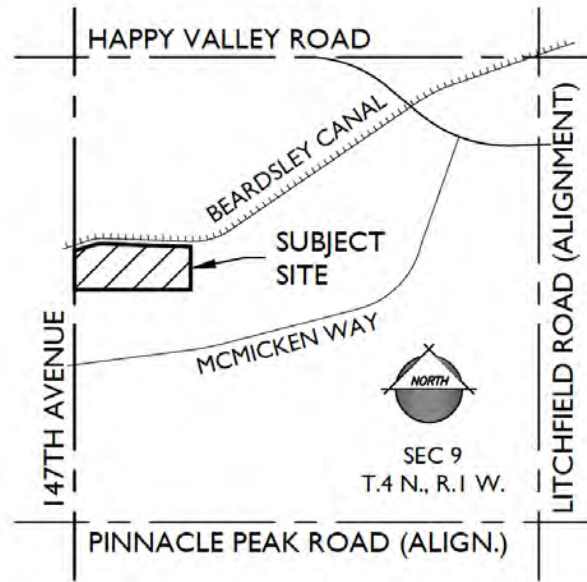 HAPPY VALLEY ROAD
BEARDSLEY CANAL
SUBJECT
SITE
MCMICKEN WAY
147TH AVENUE
LITCHFIELD ROAD (ALIGNMENT)
NORTH
SEC 9
T.4 N., R.1 W.
PINNACLE PEAK ROAD (ALIGN.)